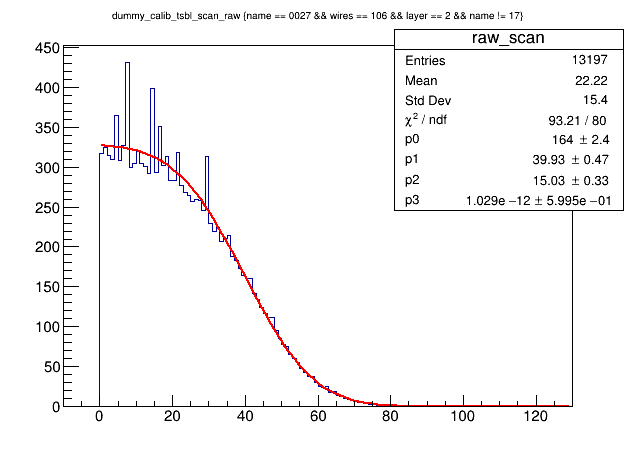 dummy_calib_tsbl_scan_raw {name == 0027 && wires == 106 && layer == 2 && name != 17}
raw_scan
Entries 13197
Mean 22.22
Std Dev 15.4
χ² / ndf 93.21 / 80
p0 164 ± 2.4
p1 39.93 ± 0.47
p2 15.03 ± 0.33
p3 1.029e −12 ± 5.995e −01
450
400
350
300
250
200
150
100
50
0
0 20 40 60 80 100 120